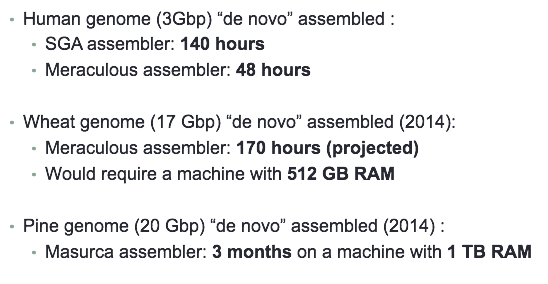 • Human genome (3Gbp) “de novo” assembled :
• SGA assembler: 140 hours
• Meraculous assembler: 48 hours
• Wheat genome (17 Gbp) “de novo” assembled (2014):
• Meraculous assembler: 170 hours (projected)
• Would require a machine with 512 GB RAM
• Pine genome (20 Gbp) “de novo” assembled (2014) :
• Masurca assembler: 3 months on a machine with 1 TB RAM